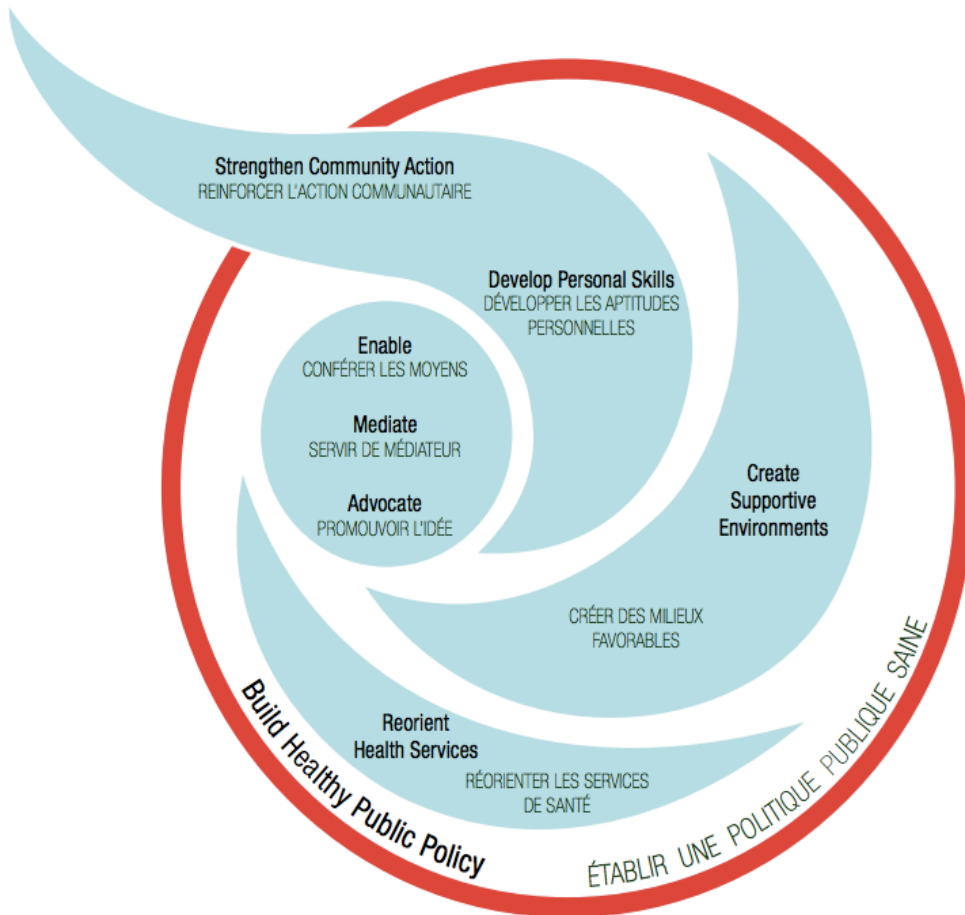 Strengthen Community Action
REINFORCER L'ACTION COMMUNAUTAIRE
Develop Personal Skills
DÉVELOPPER LES APTITUDES
PERSONNELLES
Enable
CONFÉRER LES MOYENS
Mediate
SERVIR DE MÉDIATEUR
Advocate
PROMOUVOIR L'IDÉE
Create
Supportive
Environments
CRÉER DES MILIEUX
FAVORABLES
Reorient
Health Services
RÉORIENTER LES SERVICES
DE SANTÉ
Build Healthy Public Policy
ÉTABLIR UNE POLITIQUE PUBLIQUE SAINE